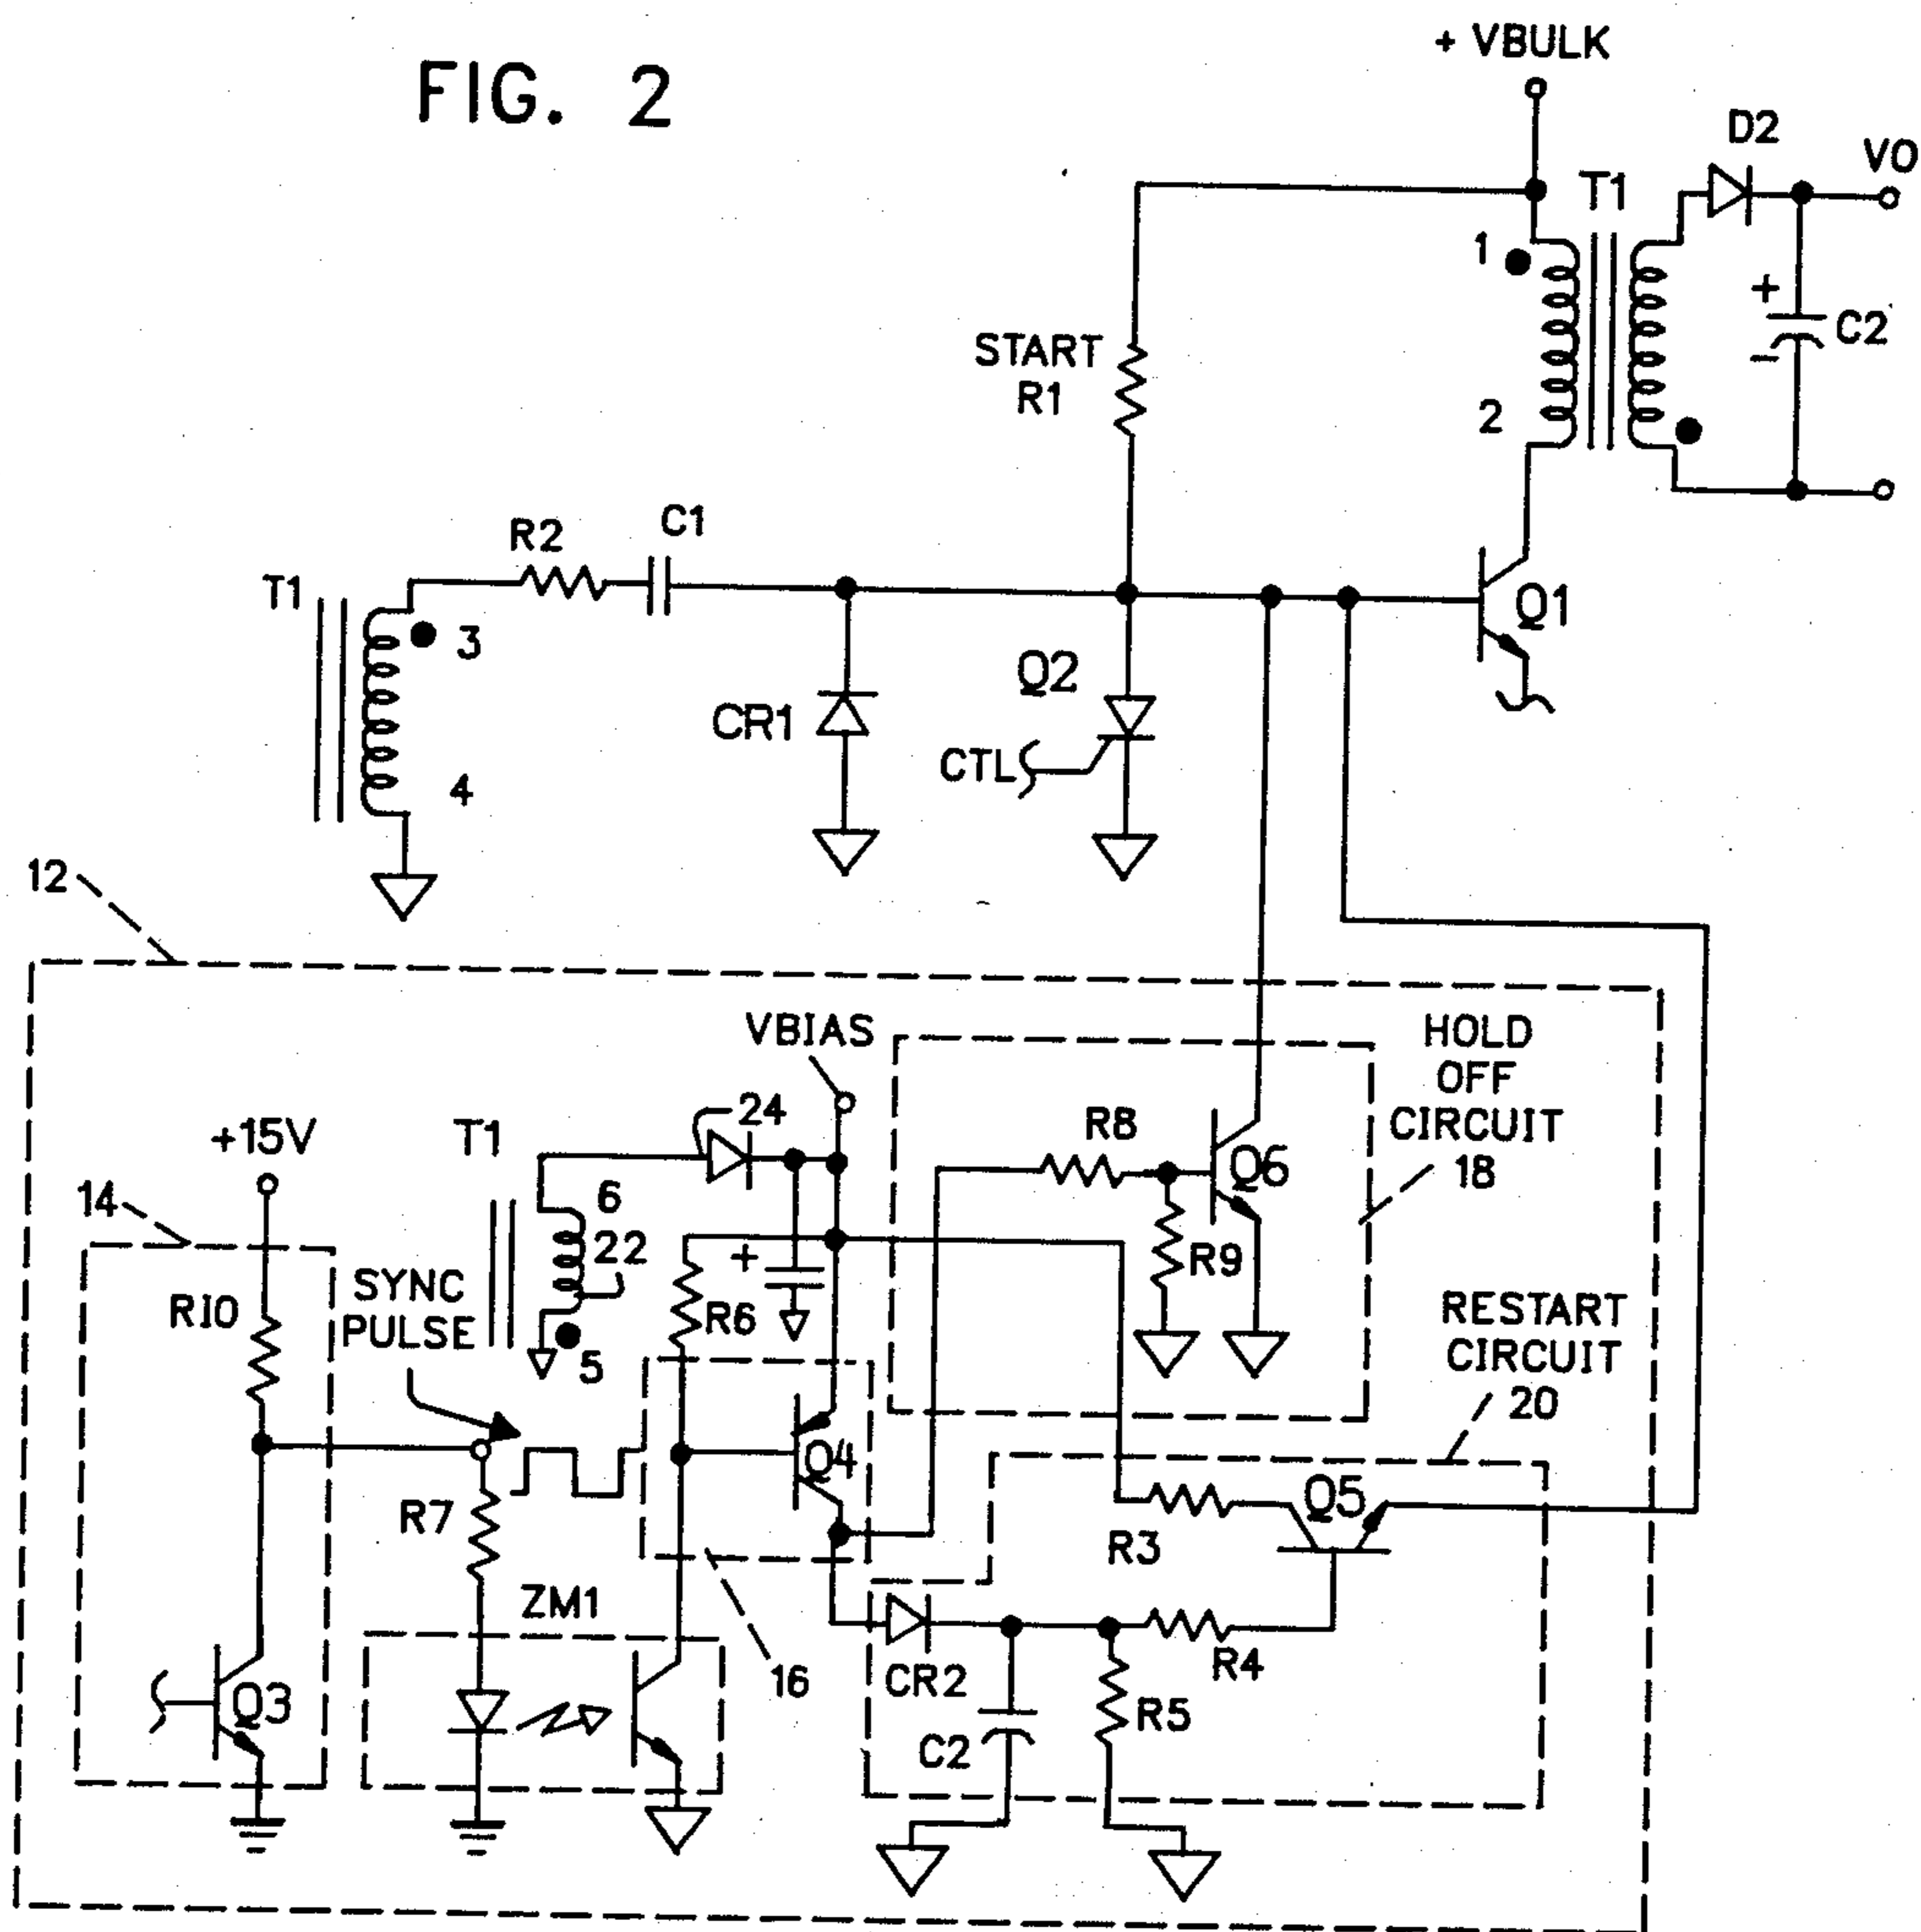 FIG. 2
+ VBULK
D2
VO
T1
1
+
C2
-
START
R1
2
R2
C1
T1
3
Q1
Q2
CR1
CTL
4
12
VBIAS
HOLD
OFF
CIRCUIT
18
24
R8
+15V
T1
Q6
14
6
22
+
R9
SYNC
PULSE
R10
R6
RESTART
CIRCUIT
20
5
Q4
Q5
R7
R3
ZM1
16
CR2
R4
Q3
C2
R5